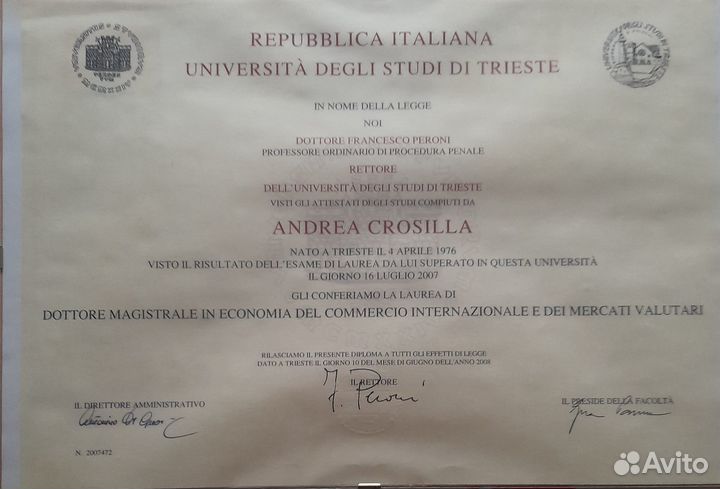 REPUBBLICA ITALIANA
UNIVERSITÀ DEGLI STUDI DI TRIESTE
IN NOME DELLA LEGGE
NOI
DOTTORE FRANCESCO PERONI
PROFESSORE ORDINARIO DI PROCEDURA PENALE
RETTORE
DELL'UNIVERSITÀ DEGLI STUDI DI TRIESTE
VISTI GLI ATTESTATI DEGLI STUDI COMPIUTI DA
ANDREA CROSILLA
NATO A TRIESTE IL 4 APRILE 1976
VISTO IL RISULTATO DELL'ESAME DI LAUREA DA LUI SUPERATO IN QUESTA UNIVERSITÀ
IL GIORNO 16 LUGLIO 2007
GLI CONFERIAMO LA LAUREA DI
DOTTORE MAGISTRALE IN ECONOMIA DEL COMMERCIO INTERNAZIONALE E DEI MERCATI VALUTARI
RILASCIAMO IL PRESENTE DIPLOMA A TUTTI GLI EFFETTI DI LEGGE
DATO A TRIESTE IL GIORNO 10 DEL MESE DI GIUGNO DELL'ANNO 2008
IL RETTORE
F. Peroni
IL DIRETTORE AMMINISTRATIVO
IL PRESIDE DELLA FACOLTÀ
N. 2007472
Avito